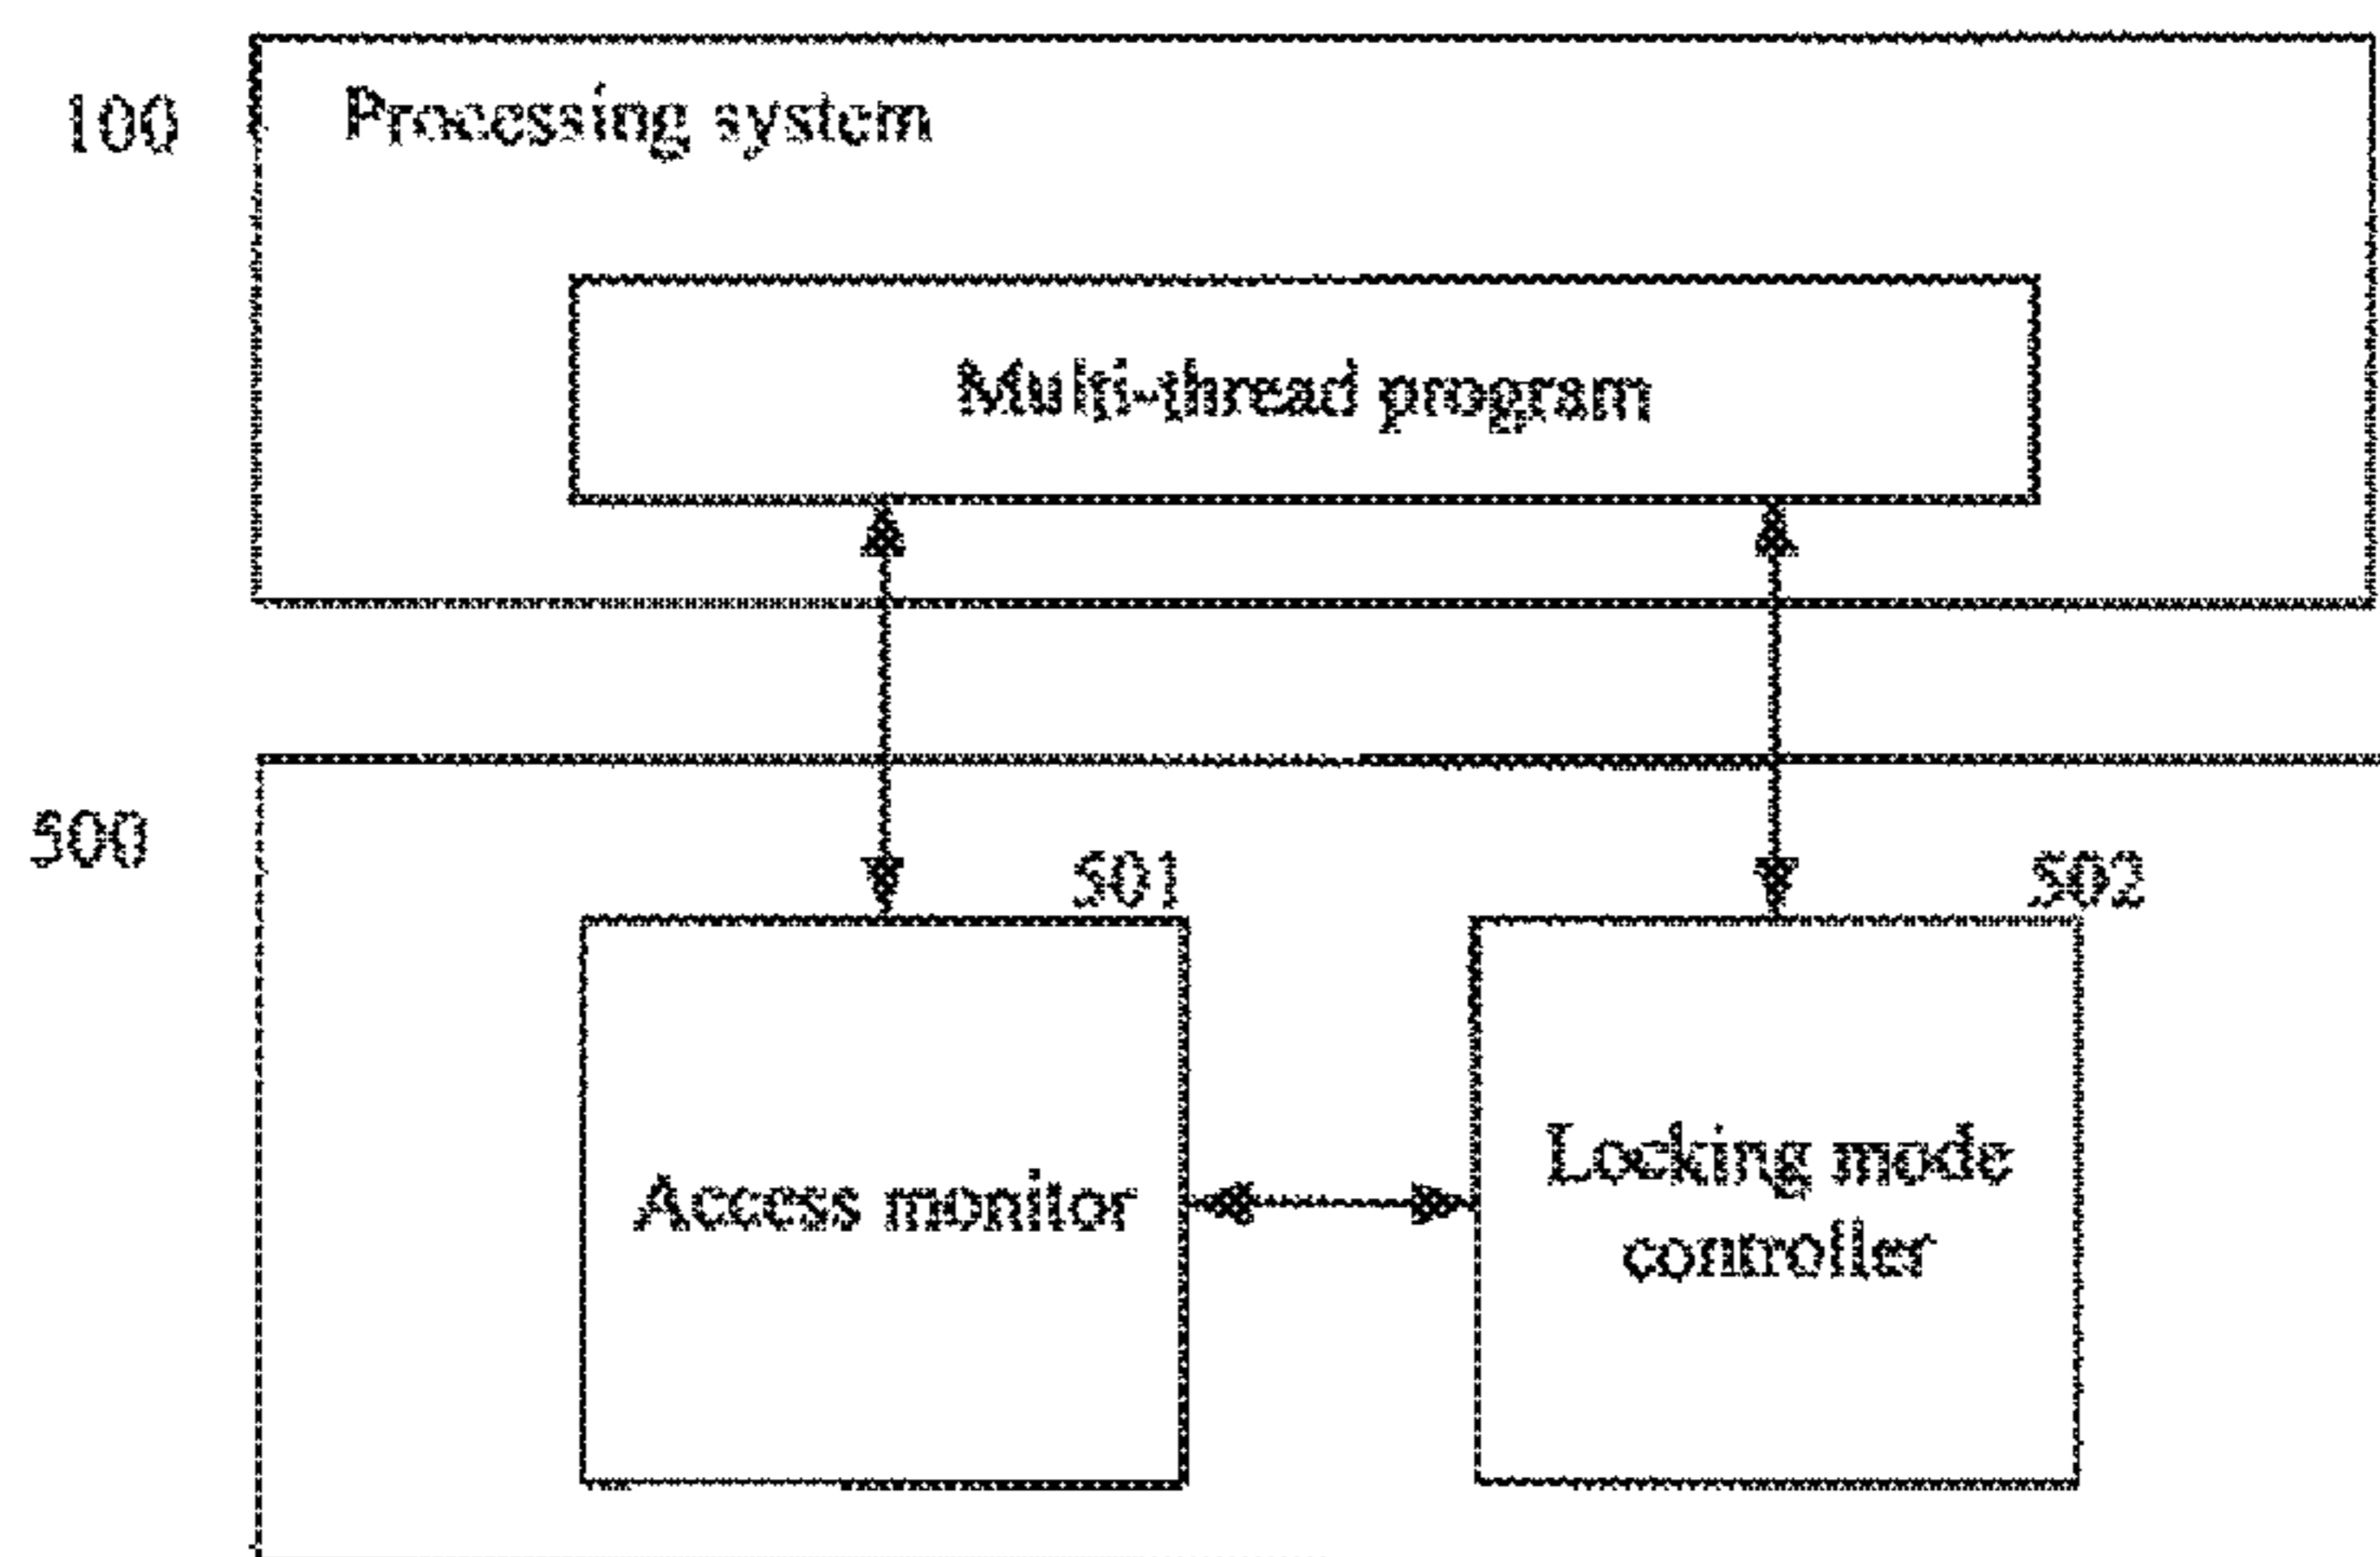 100
Processing system
Multi-thread program
500
501
502
Access monitor
Locking mode
controller